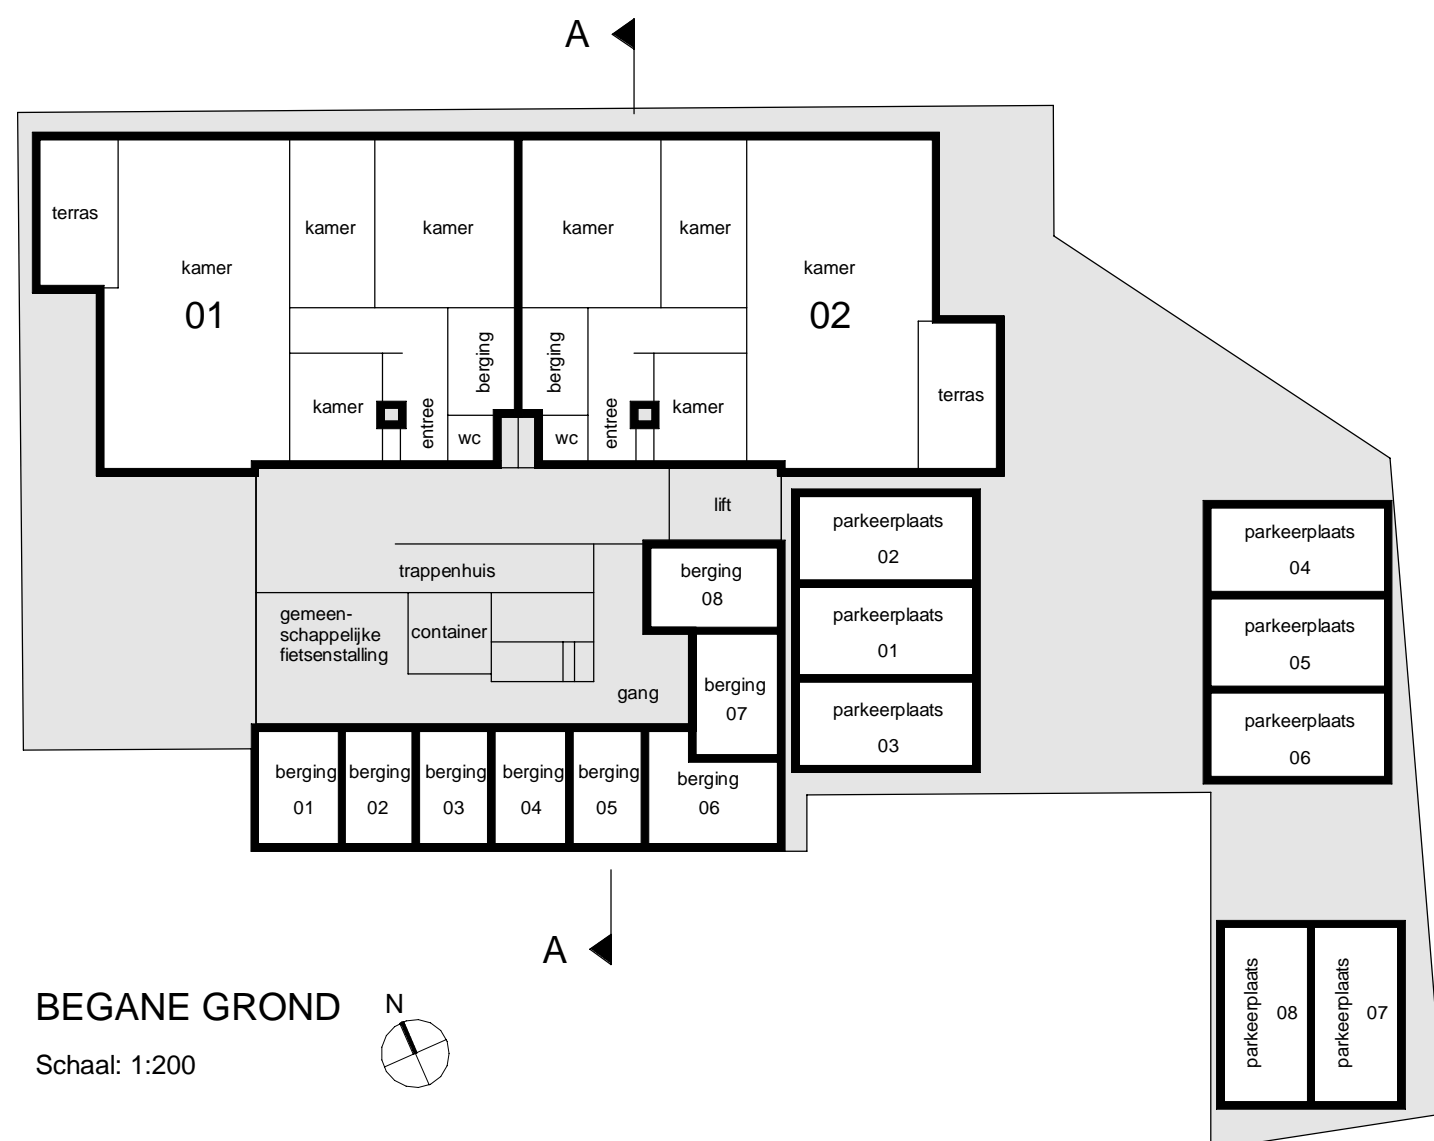 A
terras
kamer
kamer
kamer
kamer
kamer
kamer
01
02
berging
berging
terras
kamer
entree
wc
wc
entree
kamer
lift
parkeerplaats
02
parkeerplaats
04
trappenhuis
berging
08
gemeen-
schappelijke
fietsenstalling
container
parkeerplaats
01
parkeerplaats
05
gang
berging
07
parkeerplaats
03
parkeerplaats
06
berging
01
berging
02
berging
03
berging
04
berging
05
berging
06
A
BEGANE GROND
N
Schaal: 1:200
parkeerplaats
08
parkeerplaats
07